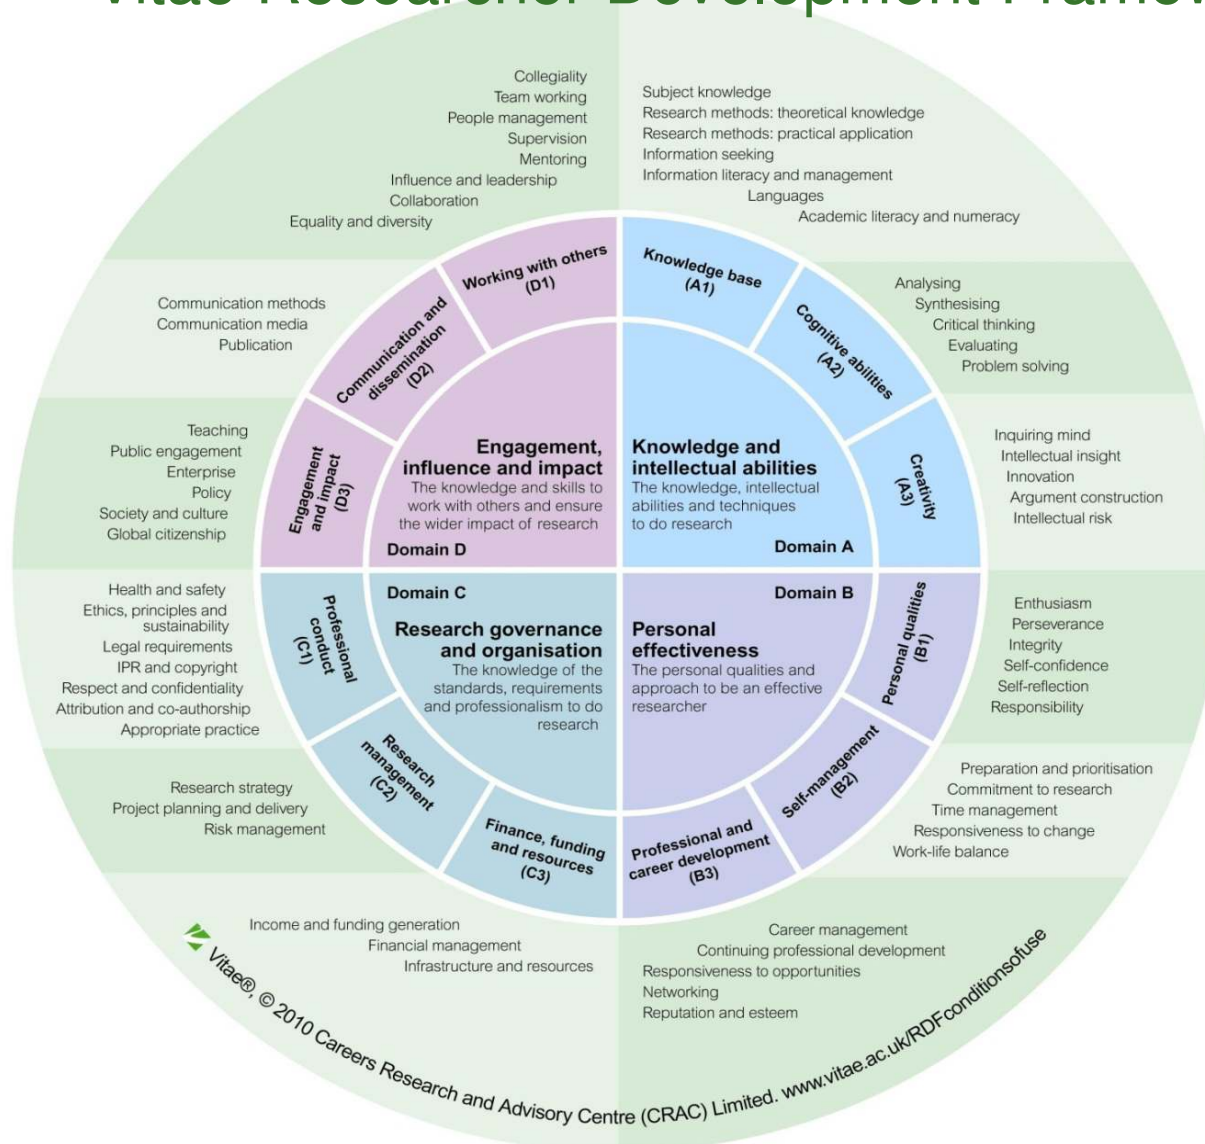 Vitae Researcher Development Framew
Collegiality
Team working
People management
Supervision
Mentoring
Influence and leadership
Collaboration
Equality and diversity
Subject knowledge
Research methods: theoretical knowledge
Research methods: practical application
Information seeking
Information literacy and management
Languages
Academic literacy and numeracy
Working with others
(D1)
Knowledge base
(A1)
Communication methods
Communication media
Publication
Communication and
dissemination
(D2)
Cognitive abilities
(A2)
Analysing
Synthesising
Critical thinking
Evaluating
Problem solving
Teaching
Public engagement
Enterprise
Policy
Society and culture
Global citizenship
Engagement
and impact
(D3)
Engagement,
influence and impact
The knowledge and skills to
work with others and ensure
the wider impact of research
Domain D
Knowledge and
intellectual abilities
The knowledge, intellectual
abilities and techniques
to do research
Domain A
Creativity
(A3)
Inquiring mind
Intellectual insight
Innovation
Argument construction
Intellectual risk
Health and safety
Ethics, principles and
sustainability
Legal requirements
IPR and copyright
Respect and confidentiality
Attribution and co-authorship
Appropriate practice
Professional
conduct
(C1)
Domain C
Research governance
and organisation
The knowledge of the
standards, requirements
and professionalism to do
research
Domain B
Personal
effectiveness
The personal qualities and
approach to be an effective
researcher
Personal qualities
(B1)
Enthusiasm
Perseverance
Integrity
Self-confidence
Self-reflection
Responsibility
Research strategy
Project planning and delivery
Risk management
Research
management
(C2)
Self-management
(B2)
Preparation and prioritisation
Commitment to research
Time management
Responsiveness to change
Work-life balance
Finance, funding
and resources
(C3)
Professional and
career development
(B3)
Income and funding generation
Financial management
Infrastructure and resources
Career management
Continuing professional development
Responsiveness to opportunities
Networking
Reputation and esteem
Vitae®, © 2010 Careers Research and Advisory Centre (CRAC) Limited. www.vitae.ac.uk/RDFconditionsofuse